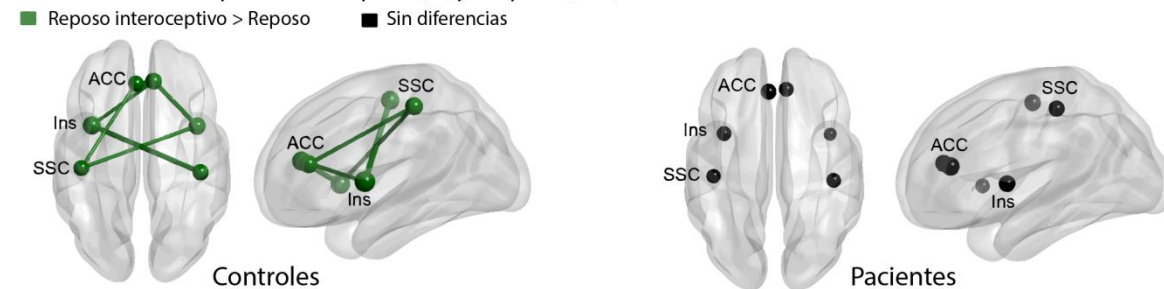 Reposo interoceptivo > Reposo
Sin diferencias
ACC
Ins
SSC
SSC
ACC
Ins
Controles
ACC
Ins
SSC
SSC
ACC
Ins
Pacientes